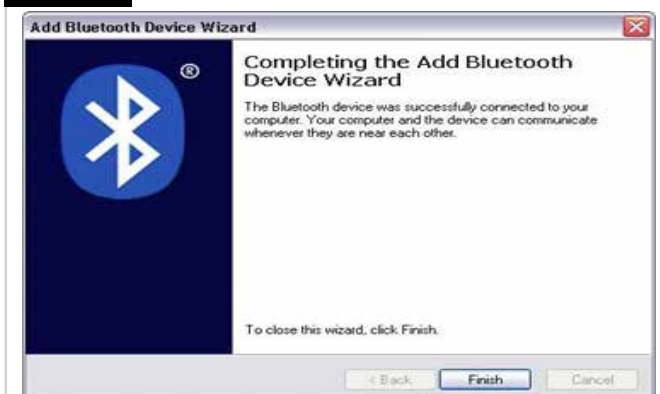 Add Bluetooth Device Wizard
®
Completing the Add Bluetooth
Device Wizard
The Bluetooth device was successfully connected to your
computer. Your computer and the device can communicate
whenever they are near each other.
To close this wizard, click Finish.
< Back Finish Cancel